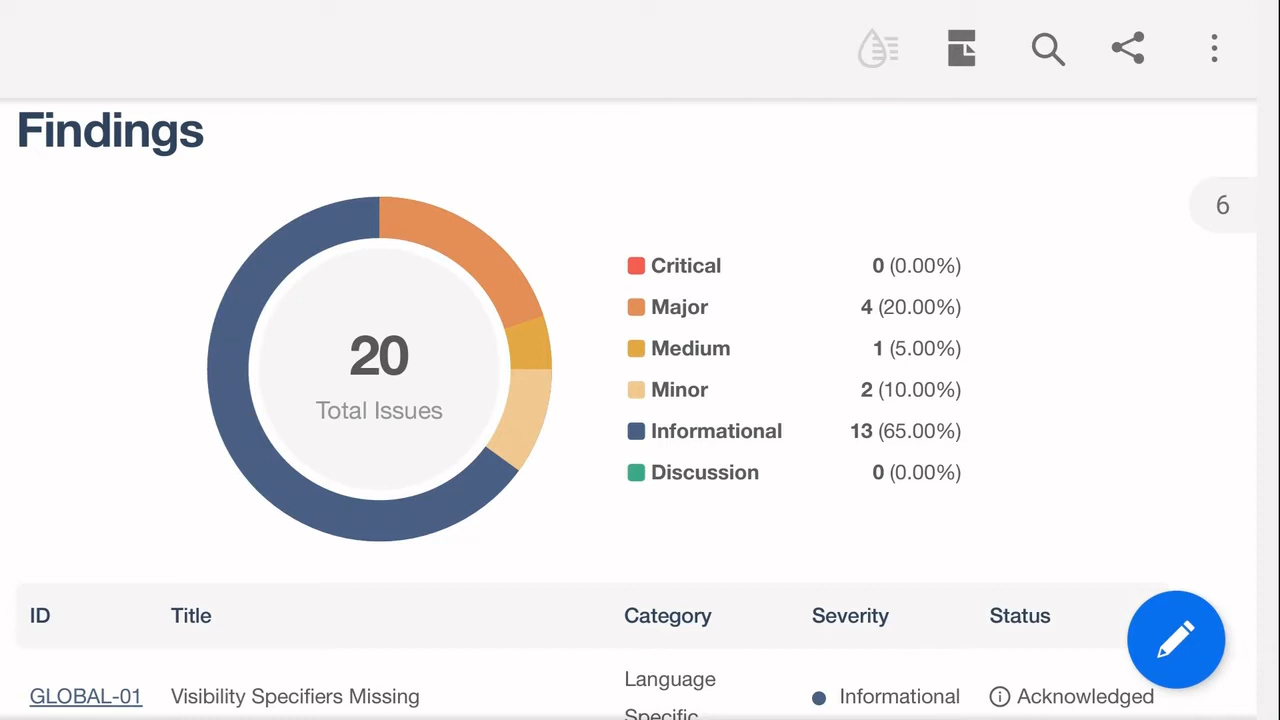 Findings
6
20
Total Issues
Critical 0 (0.00%)
Major 4 (20.00%)
Medium 1 (5.00%)
Minor 2 (10.00%)
Informational 13 (65.00%)
Discussion 0 (0.00%)
ID Title Category Severity Status
GLOBAL-01 Visibility Specifiers Missing Language Specific Informational Acknowledged